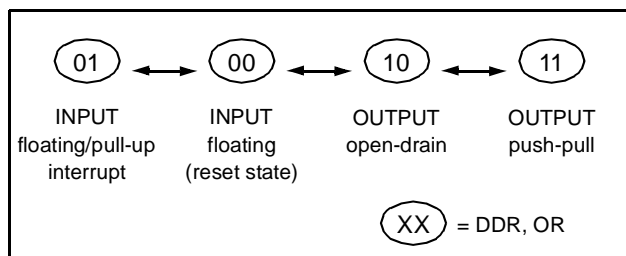 01 00 10 11
INPUT INPUT OUTPUT OUTPUT
floating/pull-up floating open-drain push-pull
interrupt (reset state)
XX = DDR, OR